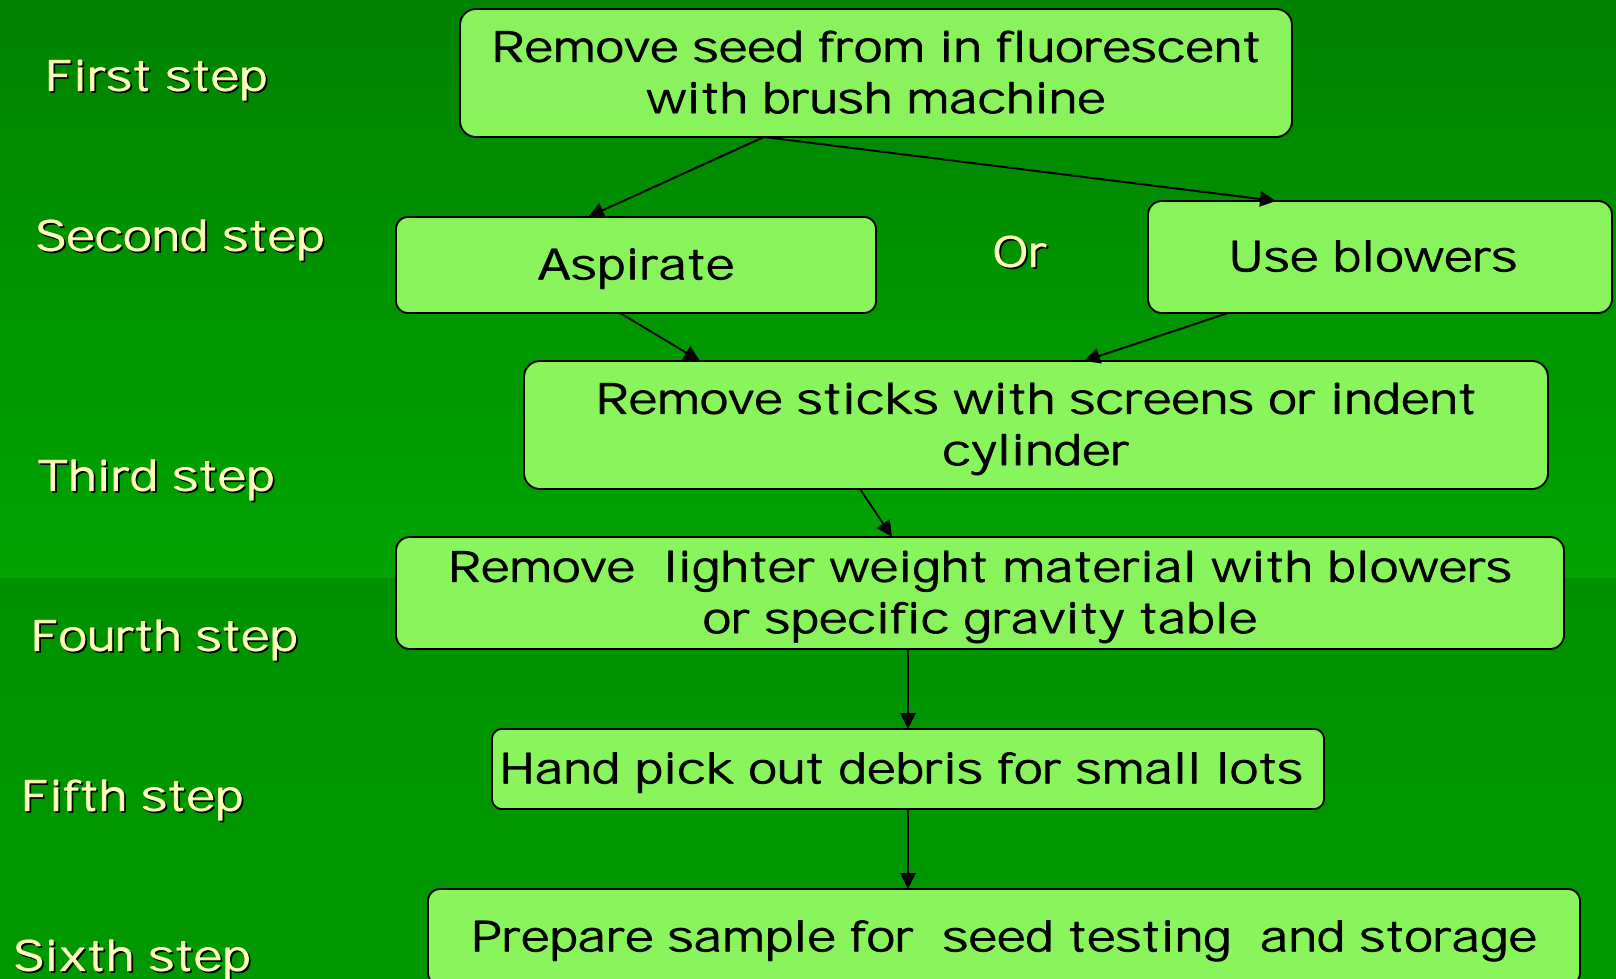 First step
Remove seed from in fluorescent
with brush machine
Second step
Aspirate
Or
Use blowers
Third step
Remove sticks with screens or indent
cylinder
Fourth step
Remove  lighter weight material with blowers
or specific gravity table
Fifth step
Hand pick out debris for small lots
Sixth step
Prepare sample for  seed testing  and storage